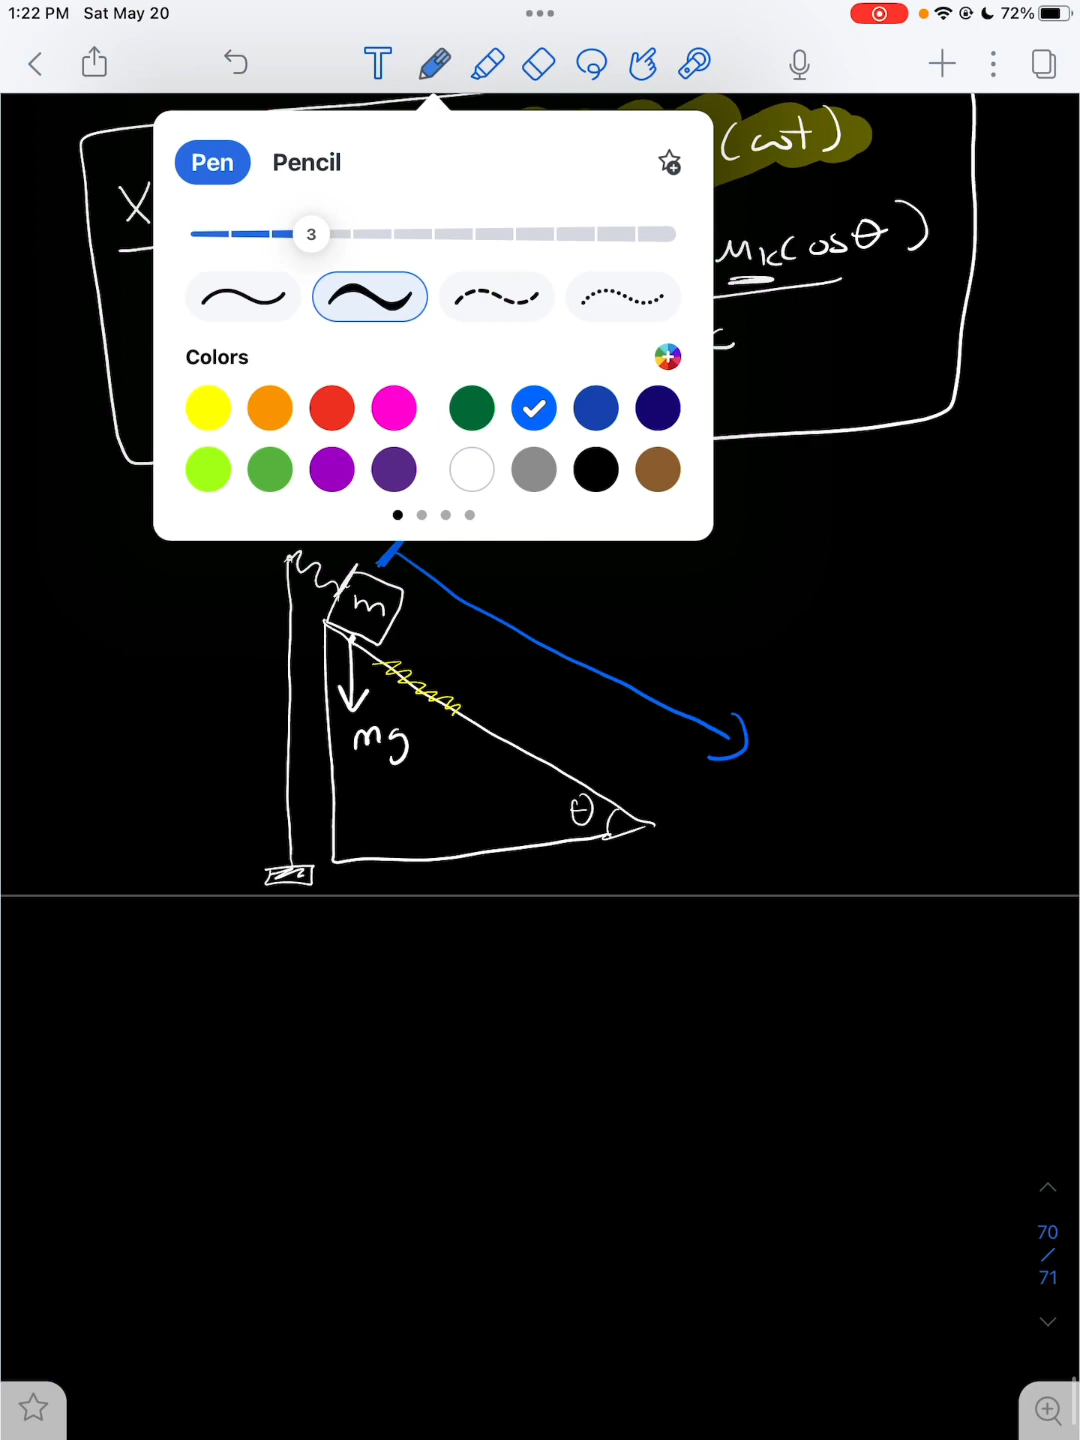 1:22 PM Sat May 20
72%
T
Pen Pencil
3
Colors
(ωt)
X
μkcosθ)
m
mg
θ
70
/
71